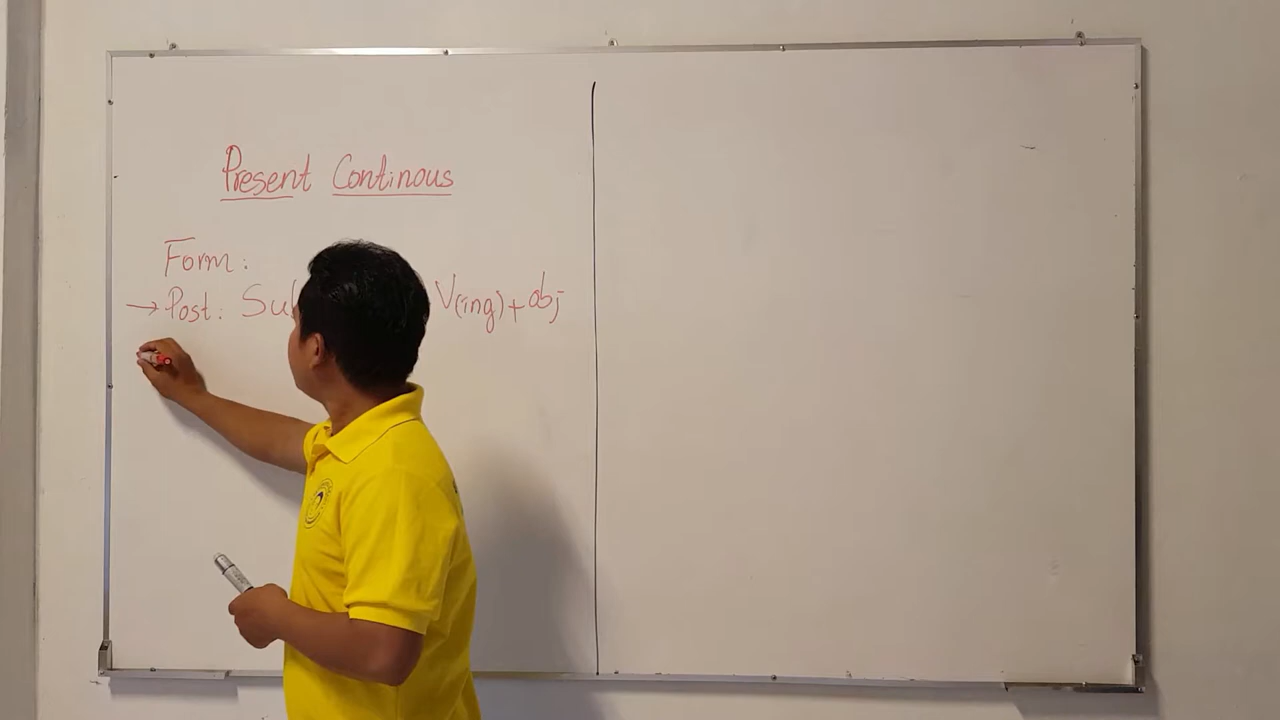 Present Continous
Form:
→ Post: Sub V(ing) + obj